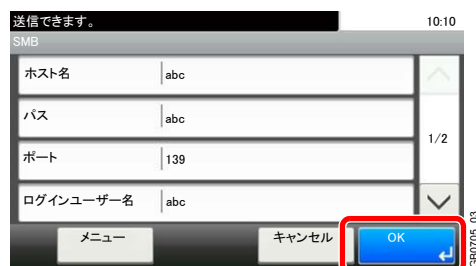 送信できます。 10:10
SMB
ホスト名 abc
パス abc
ポート 139
1/2
ログインユーザー名 abc
メニュー キャンセル OK
GB0705_03